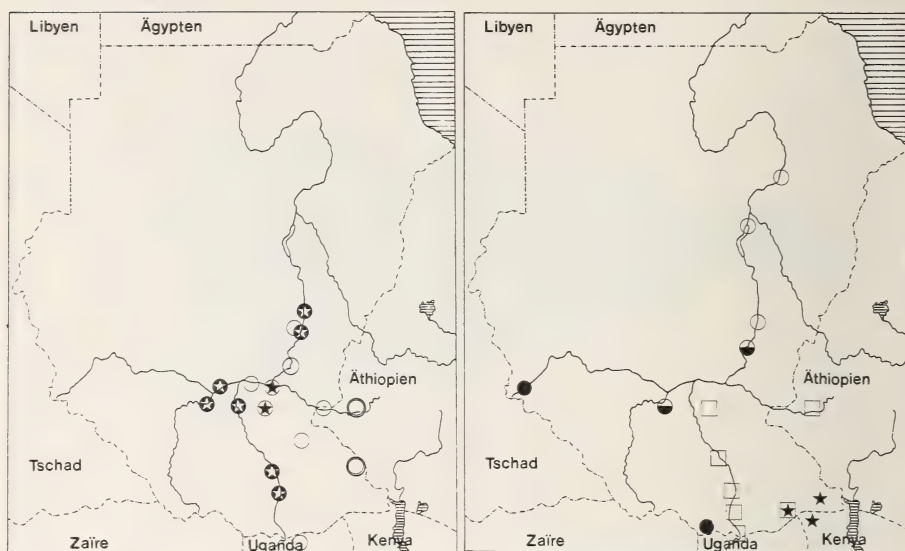 Libyen Ägypten
Äthiopien
Tschad
Zaïre Uganda Kenya
Libyen Ägypten
Äthiopien
Tschad
Zaïre Uganda Kenya